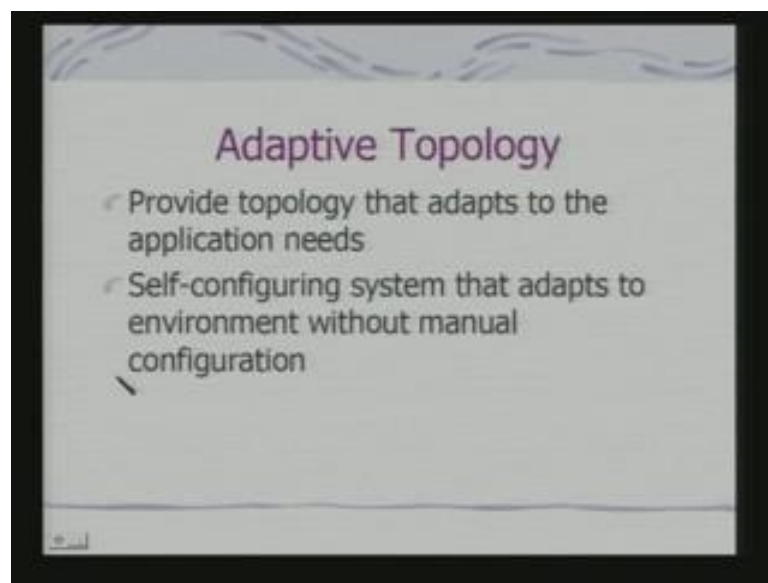 Adaptive Topology
Provide topology that adapts to the
application needs
Self-configuring system that adapts to
environment without manual
configuration